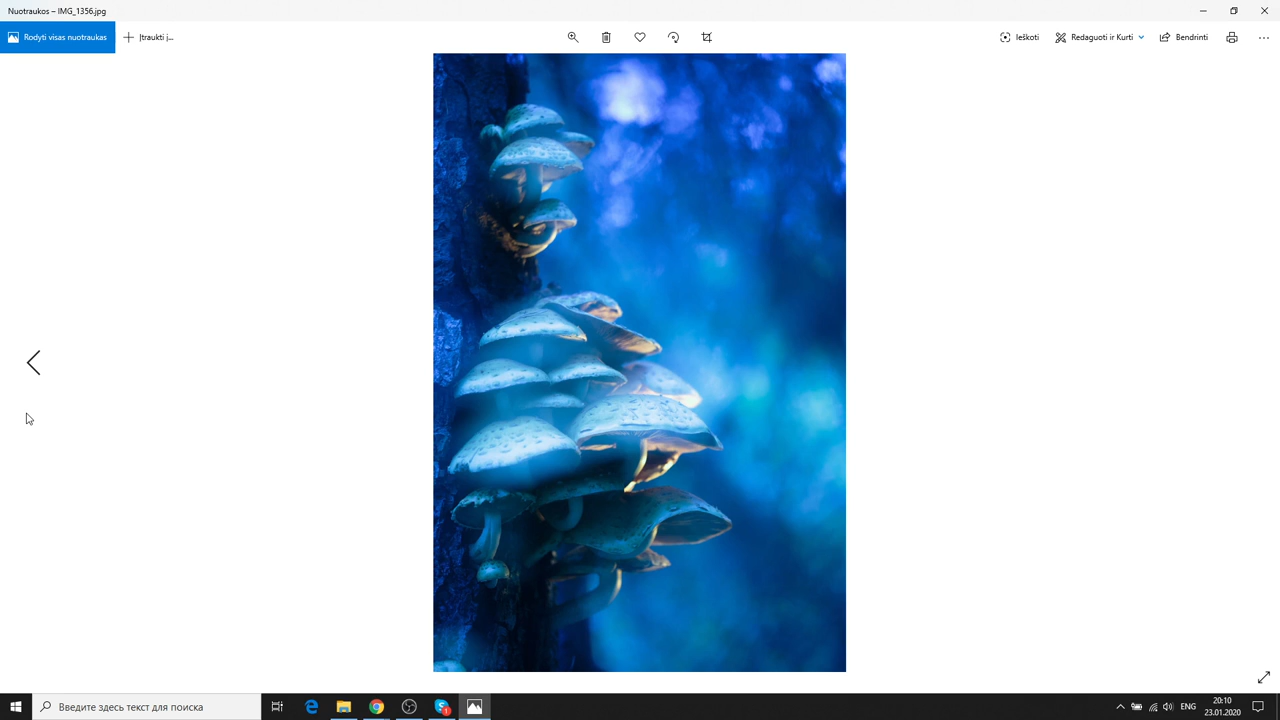 Nuotraukos – IMG_1356.jpg
Rodyti visas nuotraukas
Įtraukti į...
Ieškoti
Redaguoti ir Kurti
Bendrinti
Введите здесь текст для поиска
1
ENG
20:10
23.01.2020